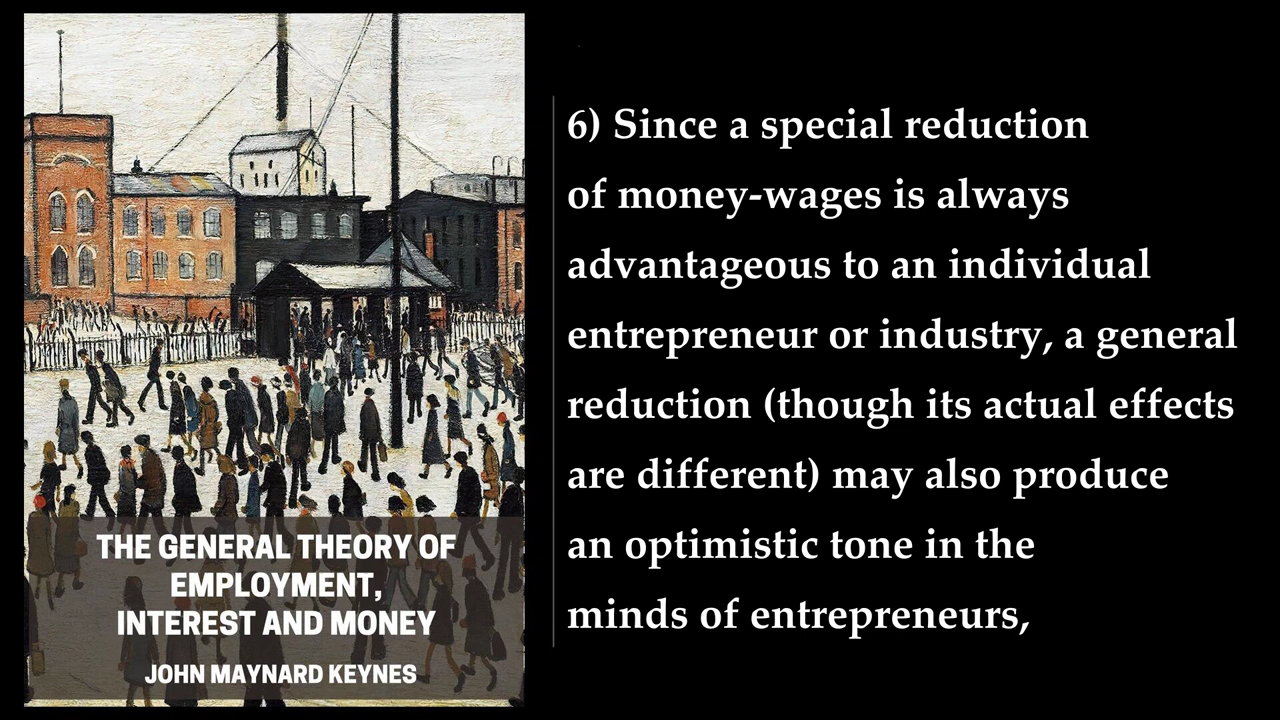 THE GENERAL THEORY OF
EMPLOYMENT,
INTEREST AND MONEY
JOHN MAYNARD KEYNES
6) Since a special reduction
of money-wages is always
advantageous to an individual
entrepreneur or industry, a general
reduction (though its actual effects
are different) may also produce
an optimistic tone in the
minds of entrepreneurs,